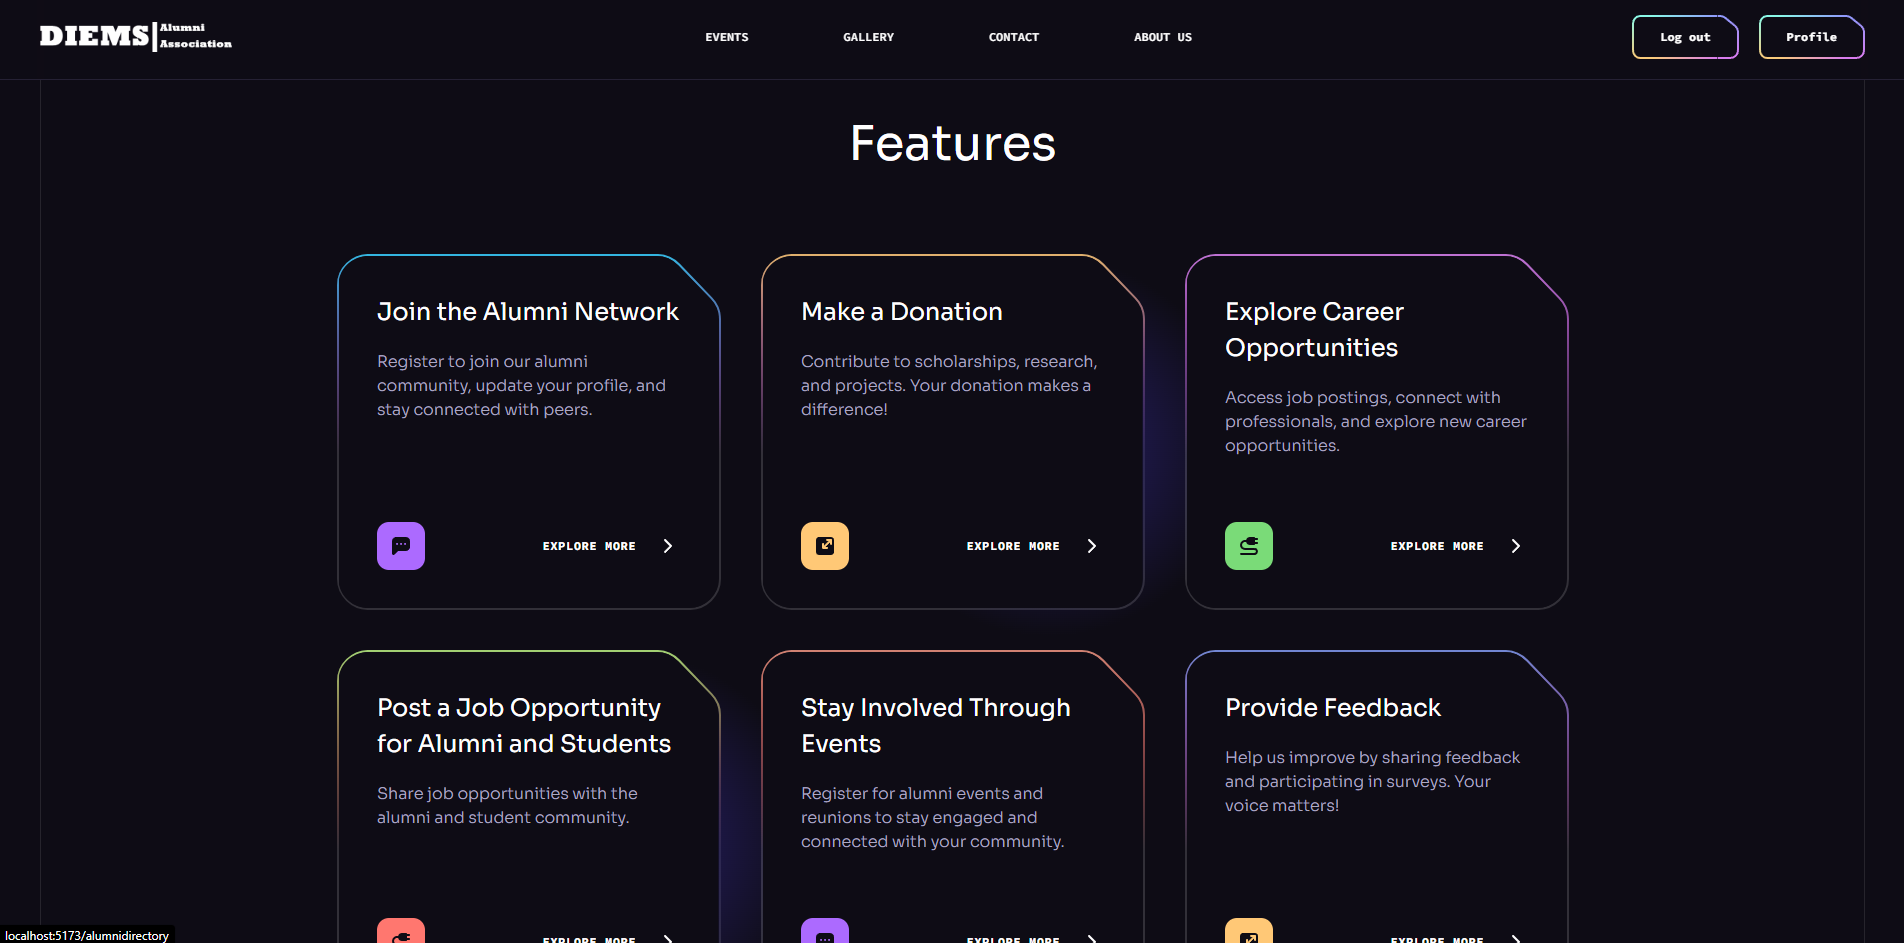 DIEMS
Alumni
Association
EVENTS
GALLERY
CONTACT
ABOUT US
Log out
Profile
Features
Join the Alumni Network
Register to join our alumni
community, update your profile, and
stay connected with peers.
EXPLORE MORE
Make a Donation
Contribute to scholarships, research,
and projects. Your donation makes a
difference!
EXPLORE MORE
Explore Career
Opportunities
Access job postings, connect with
professionals, and explore new career
opportunities.
EXPLORE MORE
Post a Job Opportunity
for Alumni and Students
Share job opportunities with the
alumni and student community.
EXPLORE MORE
Stay Involved Through
Events
Register for alumni events and
reunions to stay engaged and
connected with your community.
EXPLORE MORE
Provide Feedback
Help us improve by sharing feedback
and participating in surveys. Your
voice matters!
EXPLORE MORE
localhost:5173/alumnidirectory